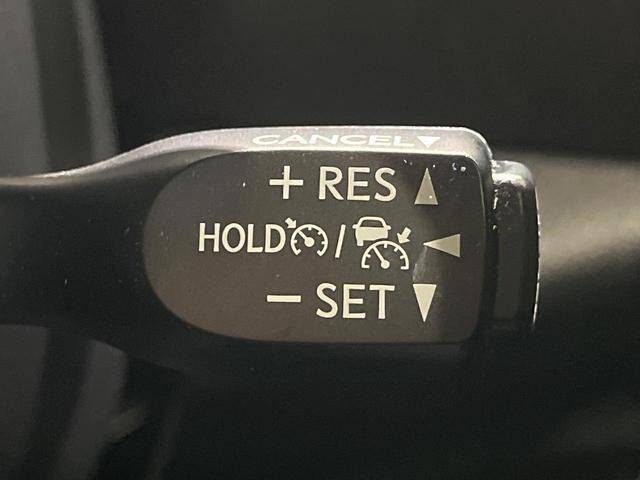 CANCEL▼
+ RES ▲
HOLD / ◀
− SET ▼